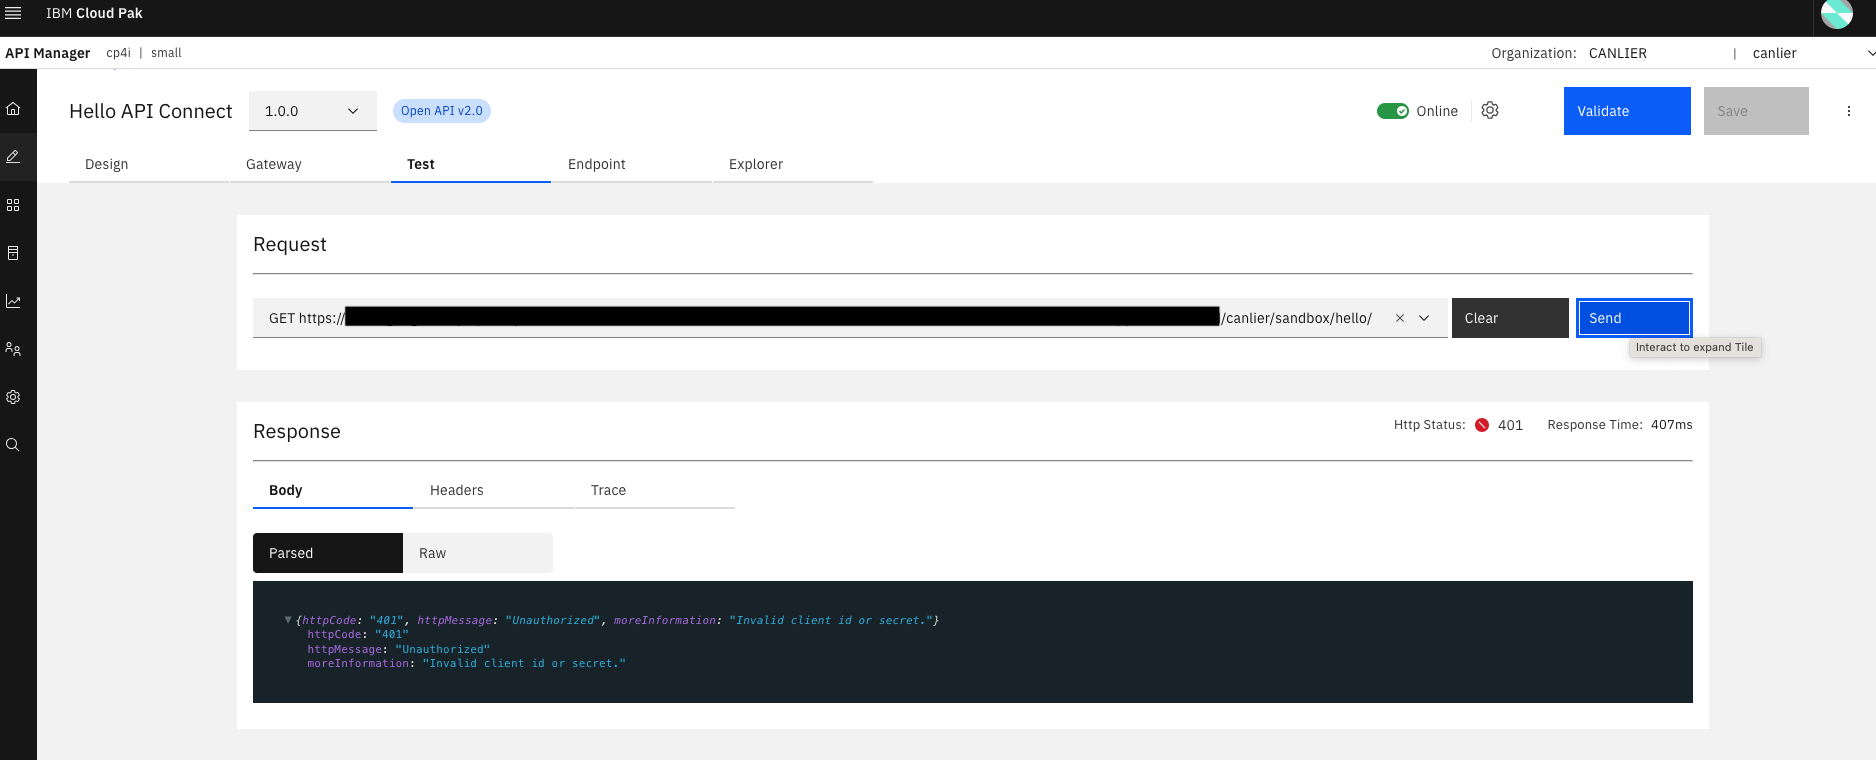 IBM Cloud Pak
API Manager cp4i | small Organization: CANLIER | canlier
Hello API Connect 1.0.0 Open API v2.0 Online Validate Save
Design Gateway Test Endpoint Explorer
Request
GET https:// /canlier/sandbox/hello/ Clear Send
Interact to expand Tile
Response Http Status: 401 Response Time: 407ms
Body Headers Trace
Parsed Raw
{httpCode: "401", httpMessage: "Unauthorized", moreInformation: "Invalid client id or secret."}
httpCode: "401"
httpMessage: "Unauthorized"
moreInformation: "Invalid client id or secret."